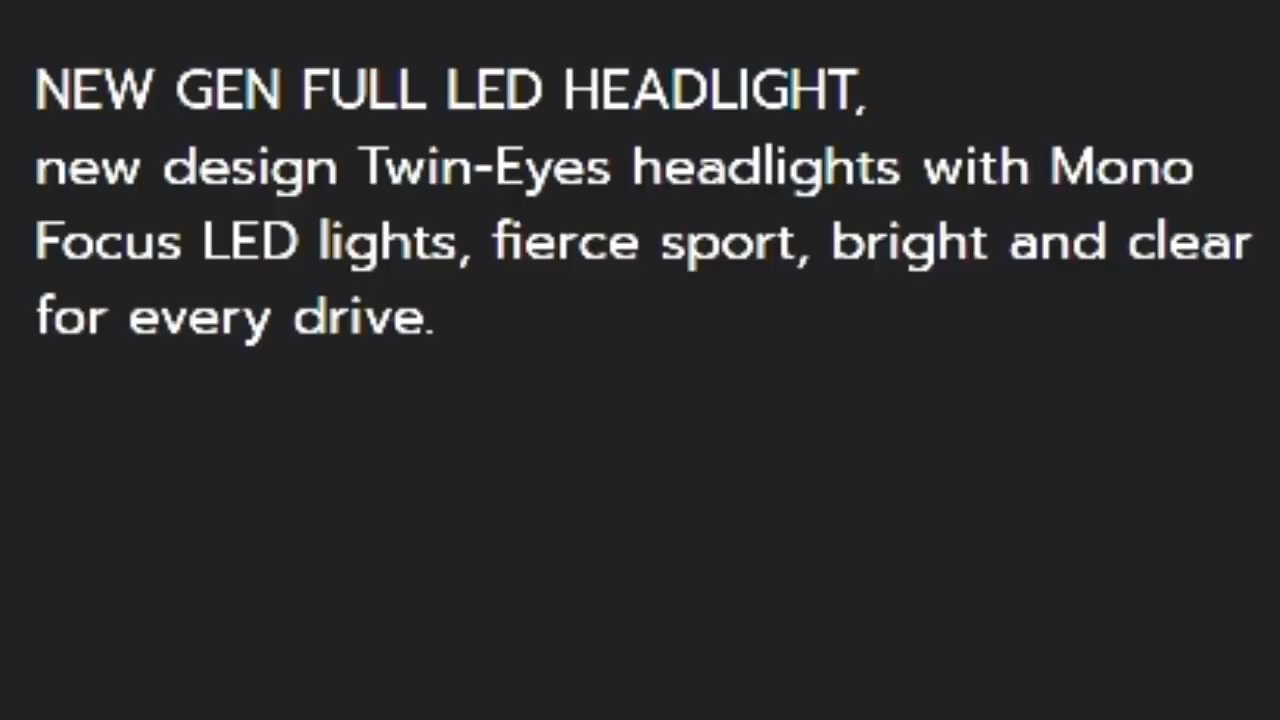 NEW GEN FULL LED HEADLIGHT,
new design Twin-Eyes headlights with Mono
Focus LED lights, fierce sport, bright and clear
for every drive.